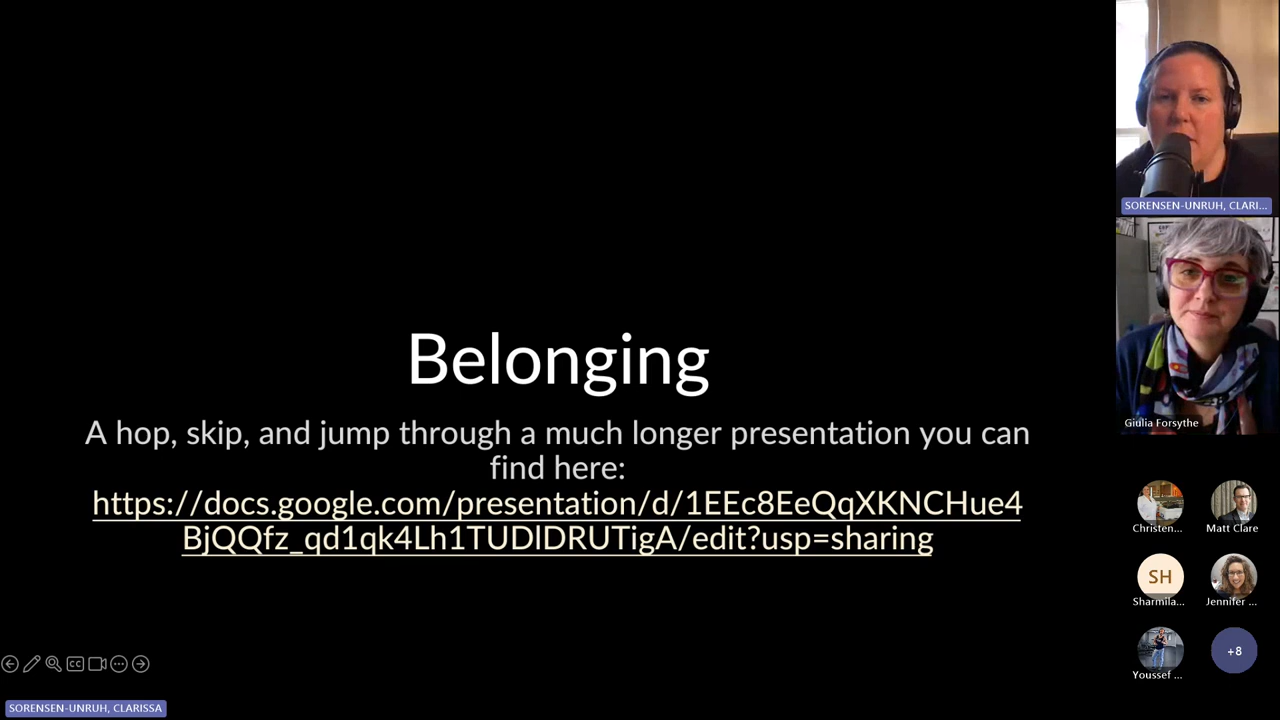 Belonging
A hop, skip, and jump through a much longer presentation you can
find here:
https://docs.google.com/presentation/d/1EEc8EeQqXKNCHue4
BjQQfz_qd1qk4Lh1TUDlDRUTigA/edit?usp=sharing
SORENSEN-UNRUH, CLARI...
Giulia Forsythe
Christen...
Matt Clare
SH
Sharmila...
Jennifer ...
Youssef ...
+8
CC
SORENSEN-UNRUH, CLARISSA